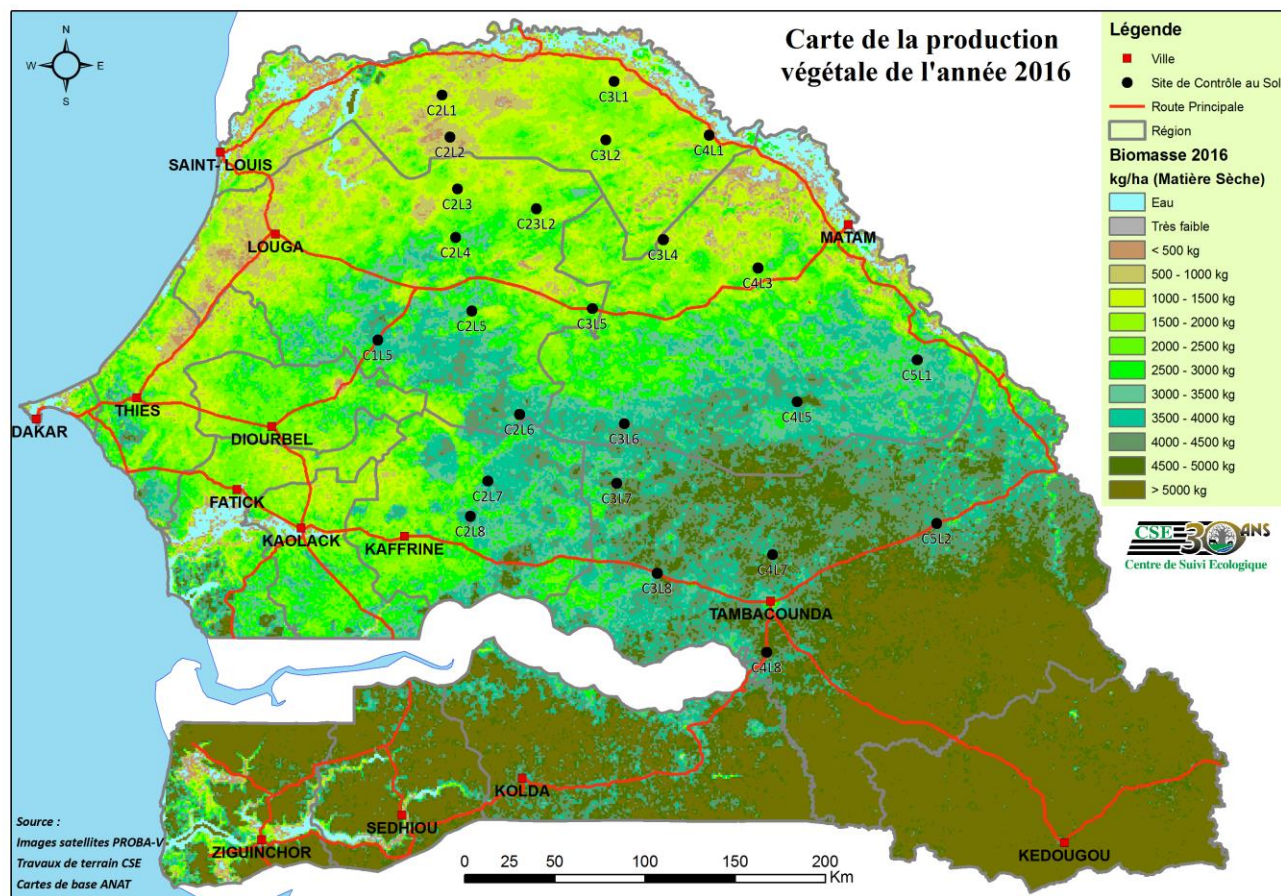 Carte de la production
végétale de l'année 2016
N
W
E
S
Légende
Ville
Site de Contrôle au Sol
Route Principale
Région
Biomasse 2016
kg/ha (Matière Sèche)
Eau
Très faible
< 500 kg
500 - 1000 kg
1000 - 1500 kg
1500 - 2000 kg
2000 - 2500 kg
2500 - 3000 kg
3000 - 3500 kg
3500 - 4000 kg
4000 - 4500 kg
4500 - 5000 kg
> 5000 kg
CSE 30 ANS
Centre de Suivi Ecologique
C2L1
C3L1
C2L2
C3L2
C4L1
SAINT- LOUIS
C2L3
C23L2
LOUGA
C2L4
C3L4
MATAM
C4L3
C2L5
C3L5
C1L5
C5L1
THIES
DAKAR
DIOURBEL
C2L6
C3L6
C4L5
FATICK
C2L7
C3L7
KAOLACK
C2L8
KAFFRINE
C5L2
C3L8
C4L7
TAMBACOUNDA
C4L8
KOLDA
SEDHIOU
ZIGUINCHOR
KEDOUGOU
Source :
Images satellites PROBA-V
Travaux de terrain CSE
Cartes de base ANAT
0 25 50 100 150 200
Km